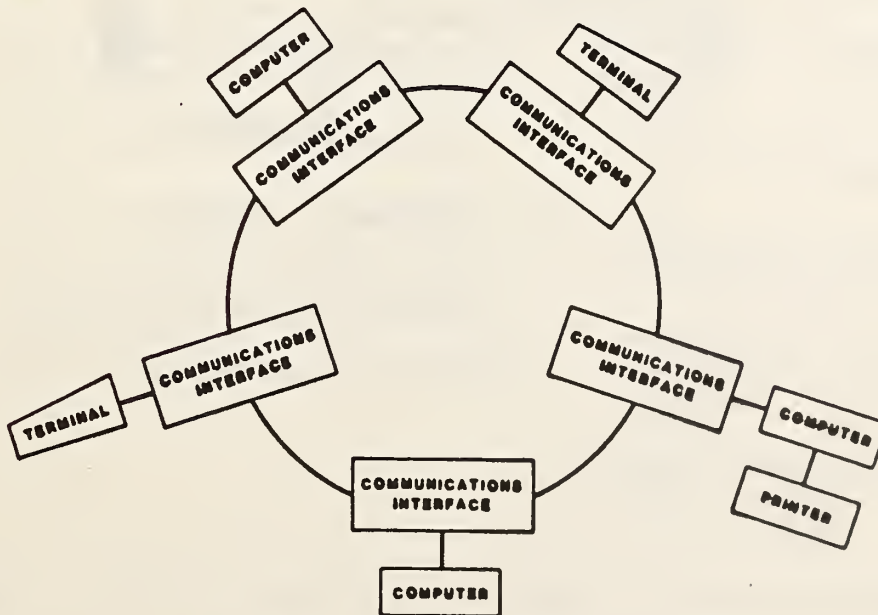 COMPUTER
COMMUNICATIONS
INTERFACE
TERMINAL
COMMUNICATIONS
INTERFACE
COMMUNICATIONS
INTERFACE
TERMINAL
COMMUNICATIONS
INTERFACE
COMPUTER
PRINTER
COMMUNICATIONS
INTERFACE
COMPUTER